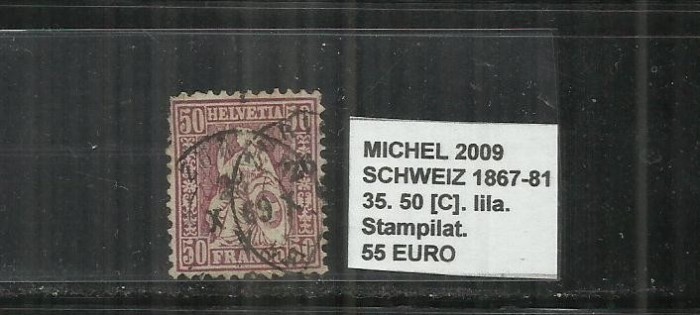 50 HELVETIA 50
50 FRANCO 50
MICHEL 2009
SCHWEIZ 1867-81
35. 50 [C]. lila.
Stampilat.
55 EURO